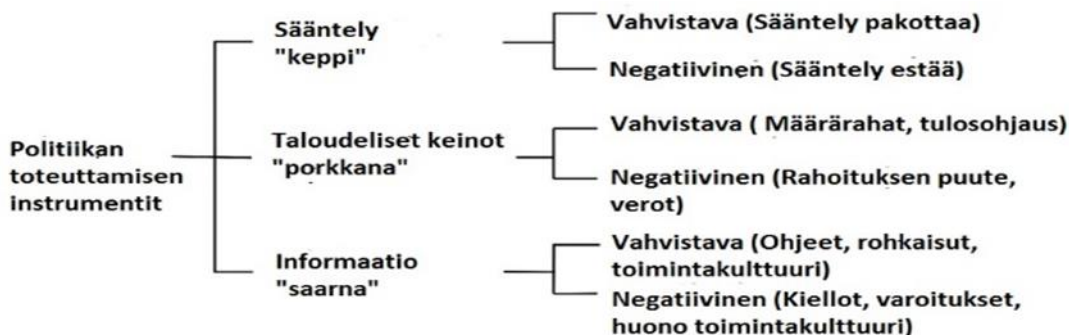 Politiikan
toteuttamisen
instrumentit
Sääntely
"keppi"
Vahvistava (Sääntely pakottaa)
Negatiivinen (Sääntely estää)
Taloudeliset keinot
"porkkana"
Vahvistava ( Määrärahat, tulosohjaus)
Negatiivinen (Rahoituksen puute,
verot)
Informaatio
"saarna"
Vahvistava (Ohjeet, rohkaisut,
toimintakulttuuri)
Negatiivinen (Kiellot, varoitukset,
huono toimintakulttuuri)